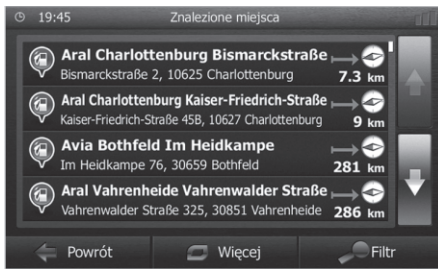 19:45 Znalezione miejsca
Aral Charlottenburg Bismarckstraße
Bismarckstraße 2, 10625 Charlottenburg 7.3 km
Aral Charlottenburg Kaiser-Friedrich-Straße
Kaiser-Friedrich-Straße 45B, 10627 Charlottenburg 9 km
Avia Bothfeld Im Heidkampe
Im Heidkampe 76, 30659 Bothfeld 281 km
Aral Vahrenheide Vahrenwalder Straße
Vahrenwalder Straße 325, 30851 Vahrenheide 286 km
Powrót Więcej Filtr